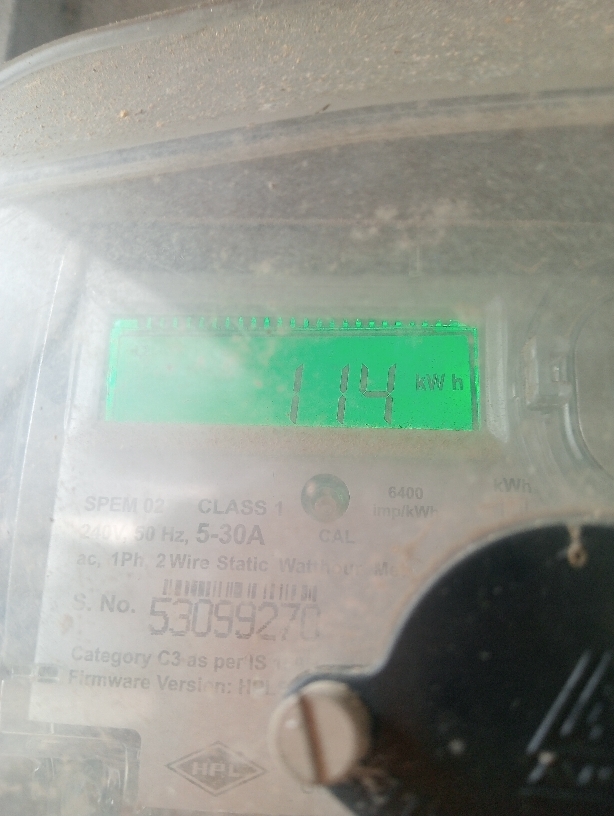 114 kWh
kWh
SPEM 02 CLASS 1 6400
imp/kWh
240V, 50 Hz, 5-30A CAL
ac, 1Ph, 2 Wire Static
S. No. 53099270
Category C3 as per IS
Firmware Version:
HPL